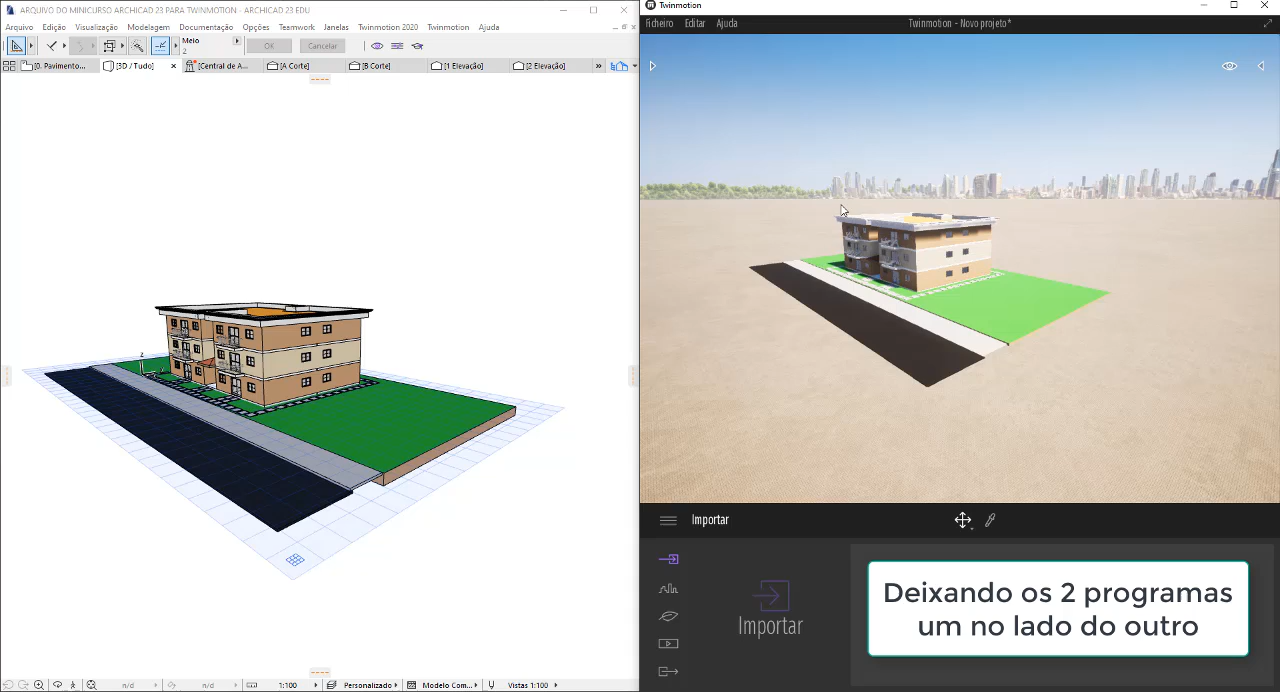 ARQUIVO DO MINICURSO ARCHICAD 23 PARA TWINMOTION - ARCHICAD 23 EDU
Arquivo Edição Visualização Modelagem Documentação Opções Teamwork Janelas Twinmotion 2020 Twinmotion Ajuda
Meio
2
OK Cancelar
[0. Pavimento... [3D / Tudo] [Central de A... [A Corte] [B Corte] [1 Elevação] [2 Elevação]
z
n/d n/d 1:100 Personalizado Modelo Com... Vistas 1:100
Twinmotion
Ficheiro Editar Ajuda Twinmotion - Novo projeto*
Importar
Importar
Deixando os 2 programas
um no lado do outro